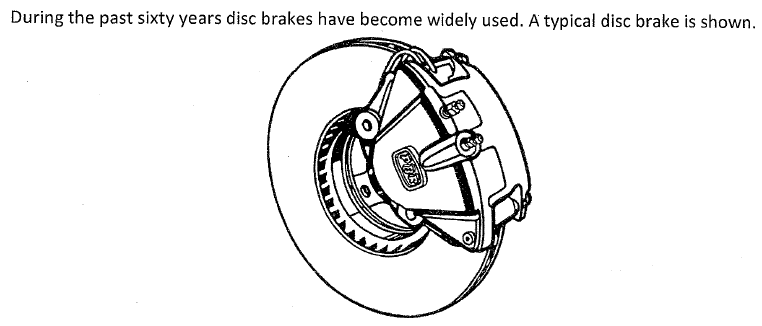 During the past sixty years disc brakes have become widely used. A typical disc brake is shown.